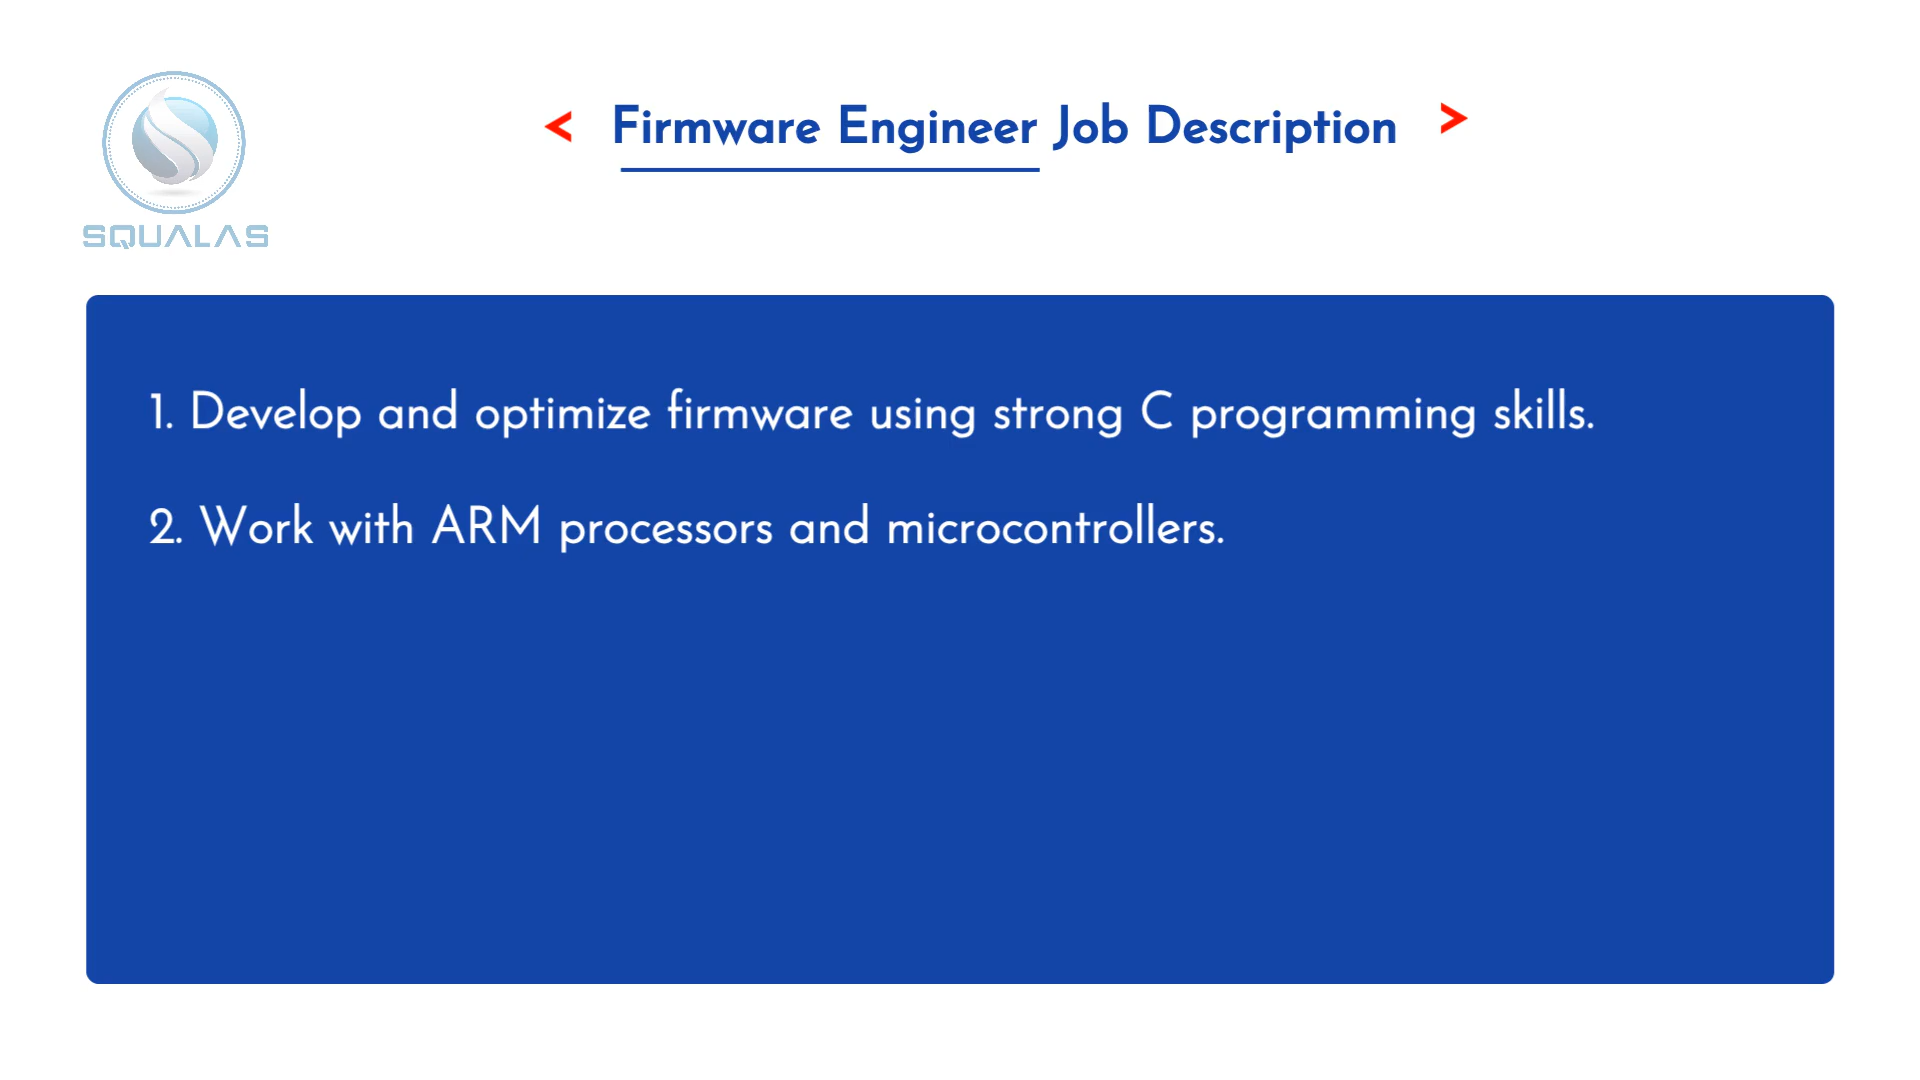 SQUALAS
< Firmware Engineer Job Description >
1. Develop and optimize firmware using strong C programming skills.
2. Work with ARM processors and microcontrollers.